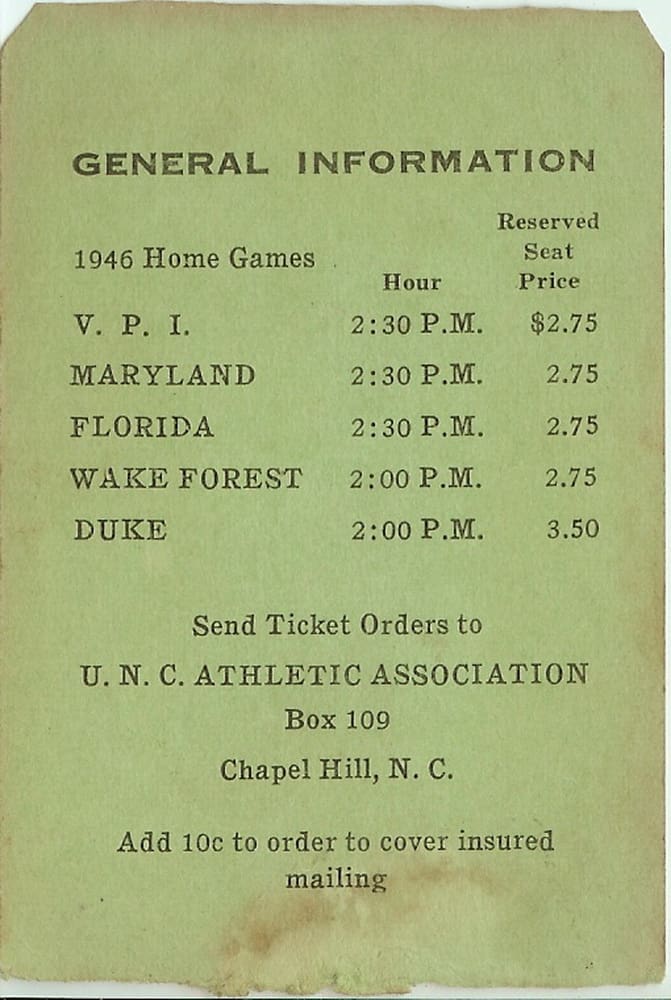 GENERAL INFORMATION
Reserved
1946 Home Games Seat
Hour Price
V. P. I. 2:30 P.M. $2.75
MARYLAND 2:30 P.M. 2.75
FLORIDA 2:30 P.M. 2.75
WAKE FOREST 2:00 P.M. 2.75
DUKE 2:00 P.M. 3.50
Send Ticket Orders to
U. N. C. ATHLETIC ASSOCIATION
Box 109
Chapel Hill, N. C.
Add 10c to order to cover insured
mailing